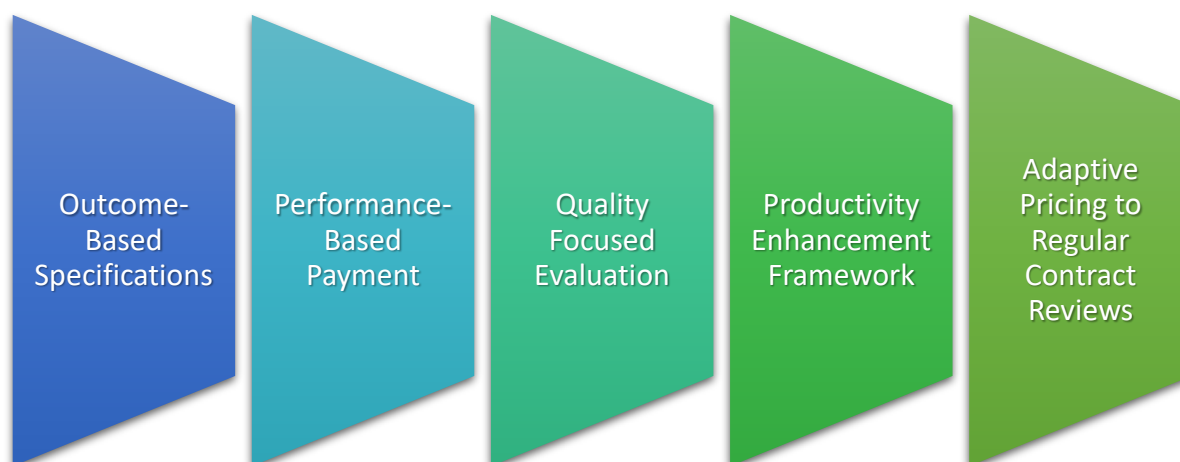 Outcome-
Based
Specifications
Performance-
Based
Payment
Quality
Focused
Evaluation
Productivity
Enhancement
Framework
Adaptive
Pricing to
Regular
Contract
Reviews